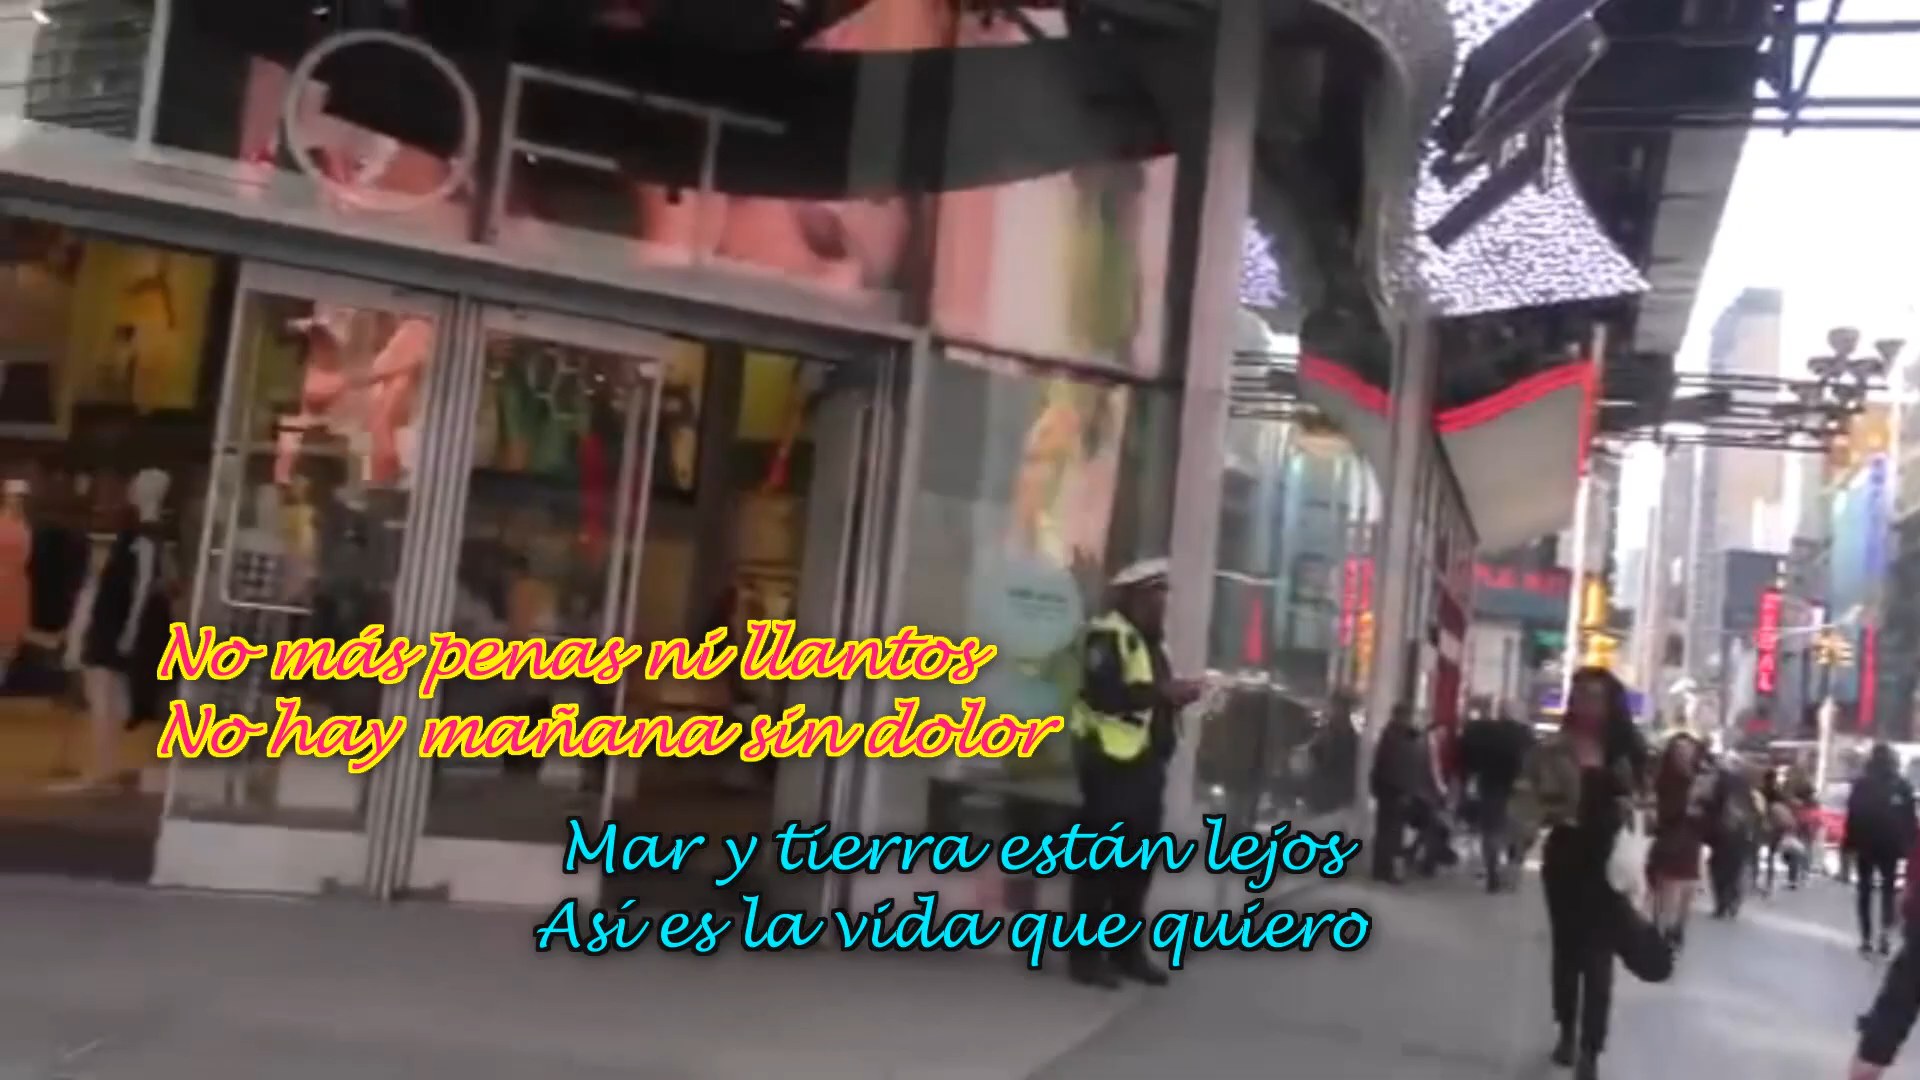 No más penas ni llantos
No hay mañana sin dolor
Mar y tierra están lejos
Así es la vida que quiero
REGAL